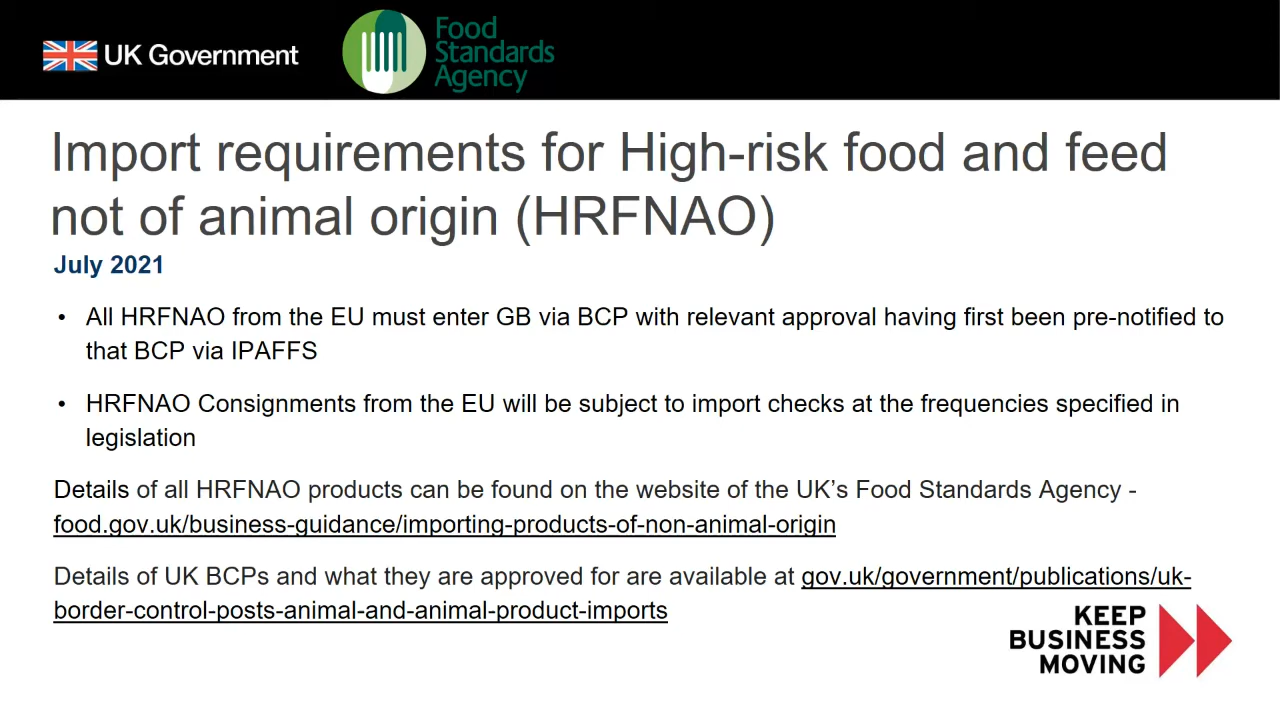 UK Government
Food
Standards
Agency
Import requirements for High-risk food and feed
not of animal origin (HRFNAO)
July 2021
• All HRFNAO from the EU must enter GB via BCP with relevant approval having first been pre-notified to
that BCP via IPAFFS
• HRFNAO Consignments from the EU will be subject to import checks at the frequencies specified in
legislation
Details of all HRFNAO products can be found on the website of the UK’s Food Standards Agency -
food.gov.uk/business-guidance/importing-products-of-non-animal-origin
Details of UK BCPs and what they are approved for are available at gov.uk/government/publications/uk-
border-control-posts-animal-and-animal-product-imports
KEEP
BUSINESS
MOVING